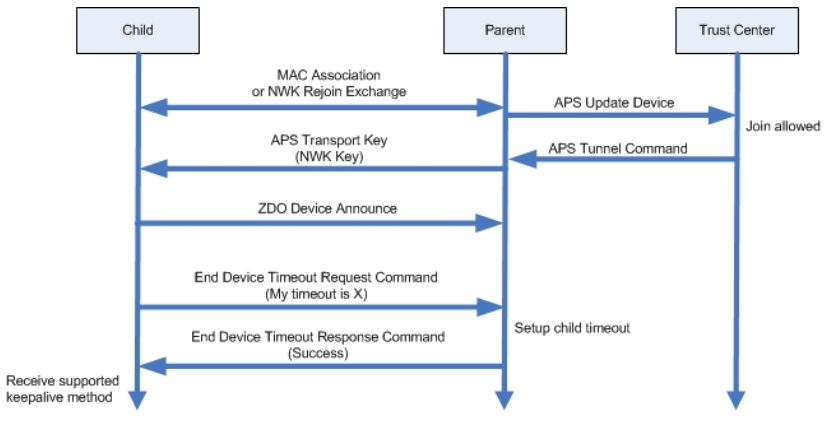 Child
Parent
Trust Center
MAC Association
or NWK Rejoin Exchange
APS Update Device
Join allowed
APS Transport Key
(NWK Key)
APS Tunnel Command
ZDO Device Announce
End Device Timeout Request Command
(My timeout is X)
Setup child timeout
End Device Timeout Response Command
(Success)
Receive supported
keepalive method